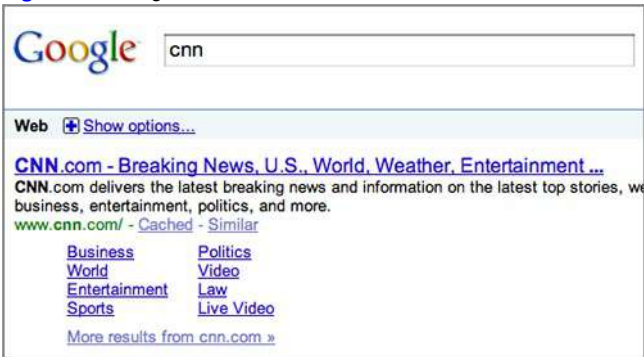 Google cnn
Web Show options...
CNN.com - Breaking News, U.S., World, Weather, Entertainment ...
CNN.com delivers the latest breaking news and information on the latest top stories, we
business, entertainment, politics, and more.
www.cnn.com/ - Cached - Similar
Business Politics
World Video
Entertainment Law
Sports Live Video
More results from cnn.com »